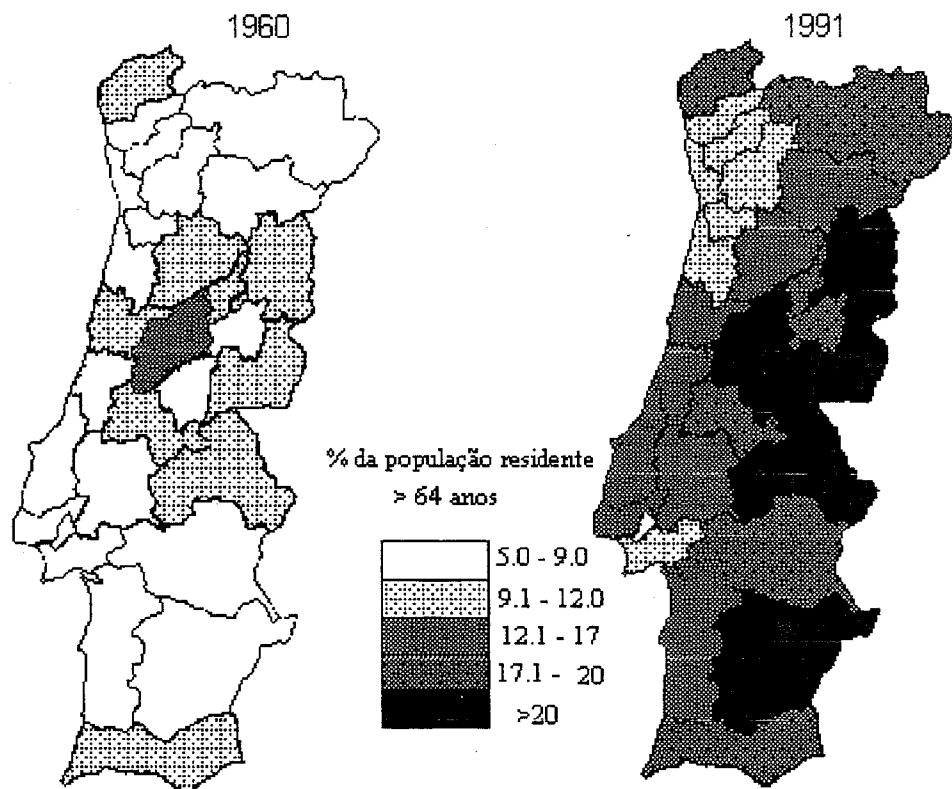 1960
1991
% da população residente
> 64 anos
5.0 - 9.0
9.1 - 12.0
12.1 - 17
17.1 - 20
>20